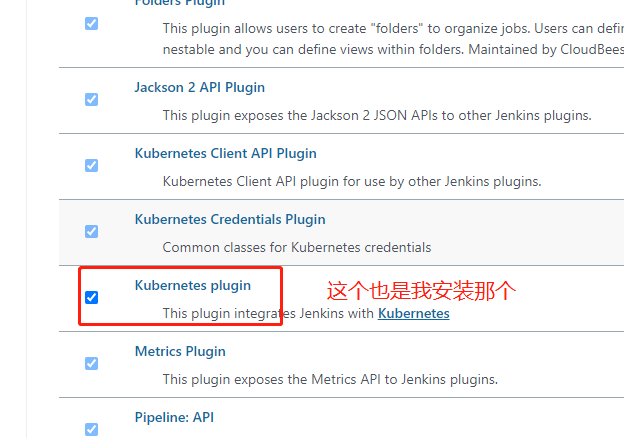 Folders Plugin
This plugin allows users to create "folders" to organize jobs. Users can defin
nestable and you can define views within folders. Maintained by CloudBees
Jackson 2 API Plugin
This plugin exposes the Jackson 2 JSON APIs to other Jenkins plugins.
Kubernetes Client API Plugin
Kubernetes Client API plugin for use by other Jenkins plugins.
Kubernetes Credentials Plugin
Common classes for Kubernetes credentials
Kubernetes plugin
这个也是我安装那个
This plugin integrates Jenkins with Kubernetes
Metrics Plugin
This plugin exposes the Metrics API to Jenkins plugins.
Pipeline: API